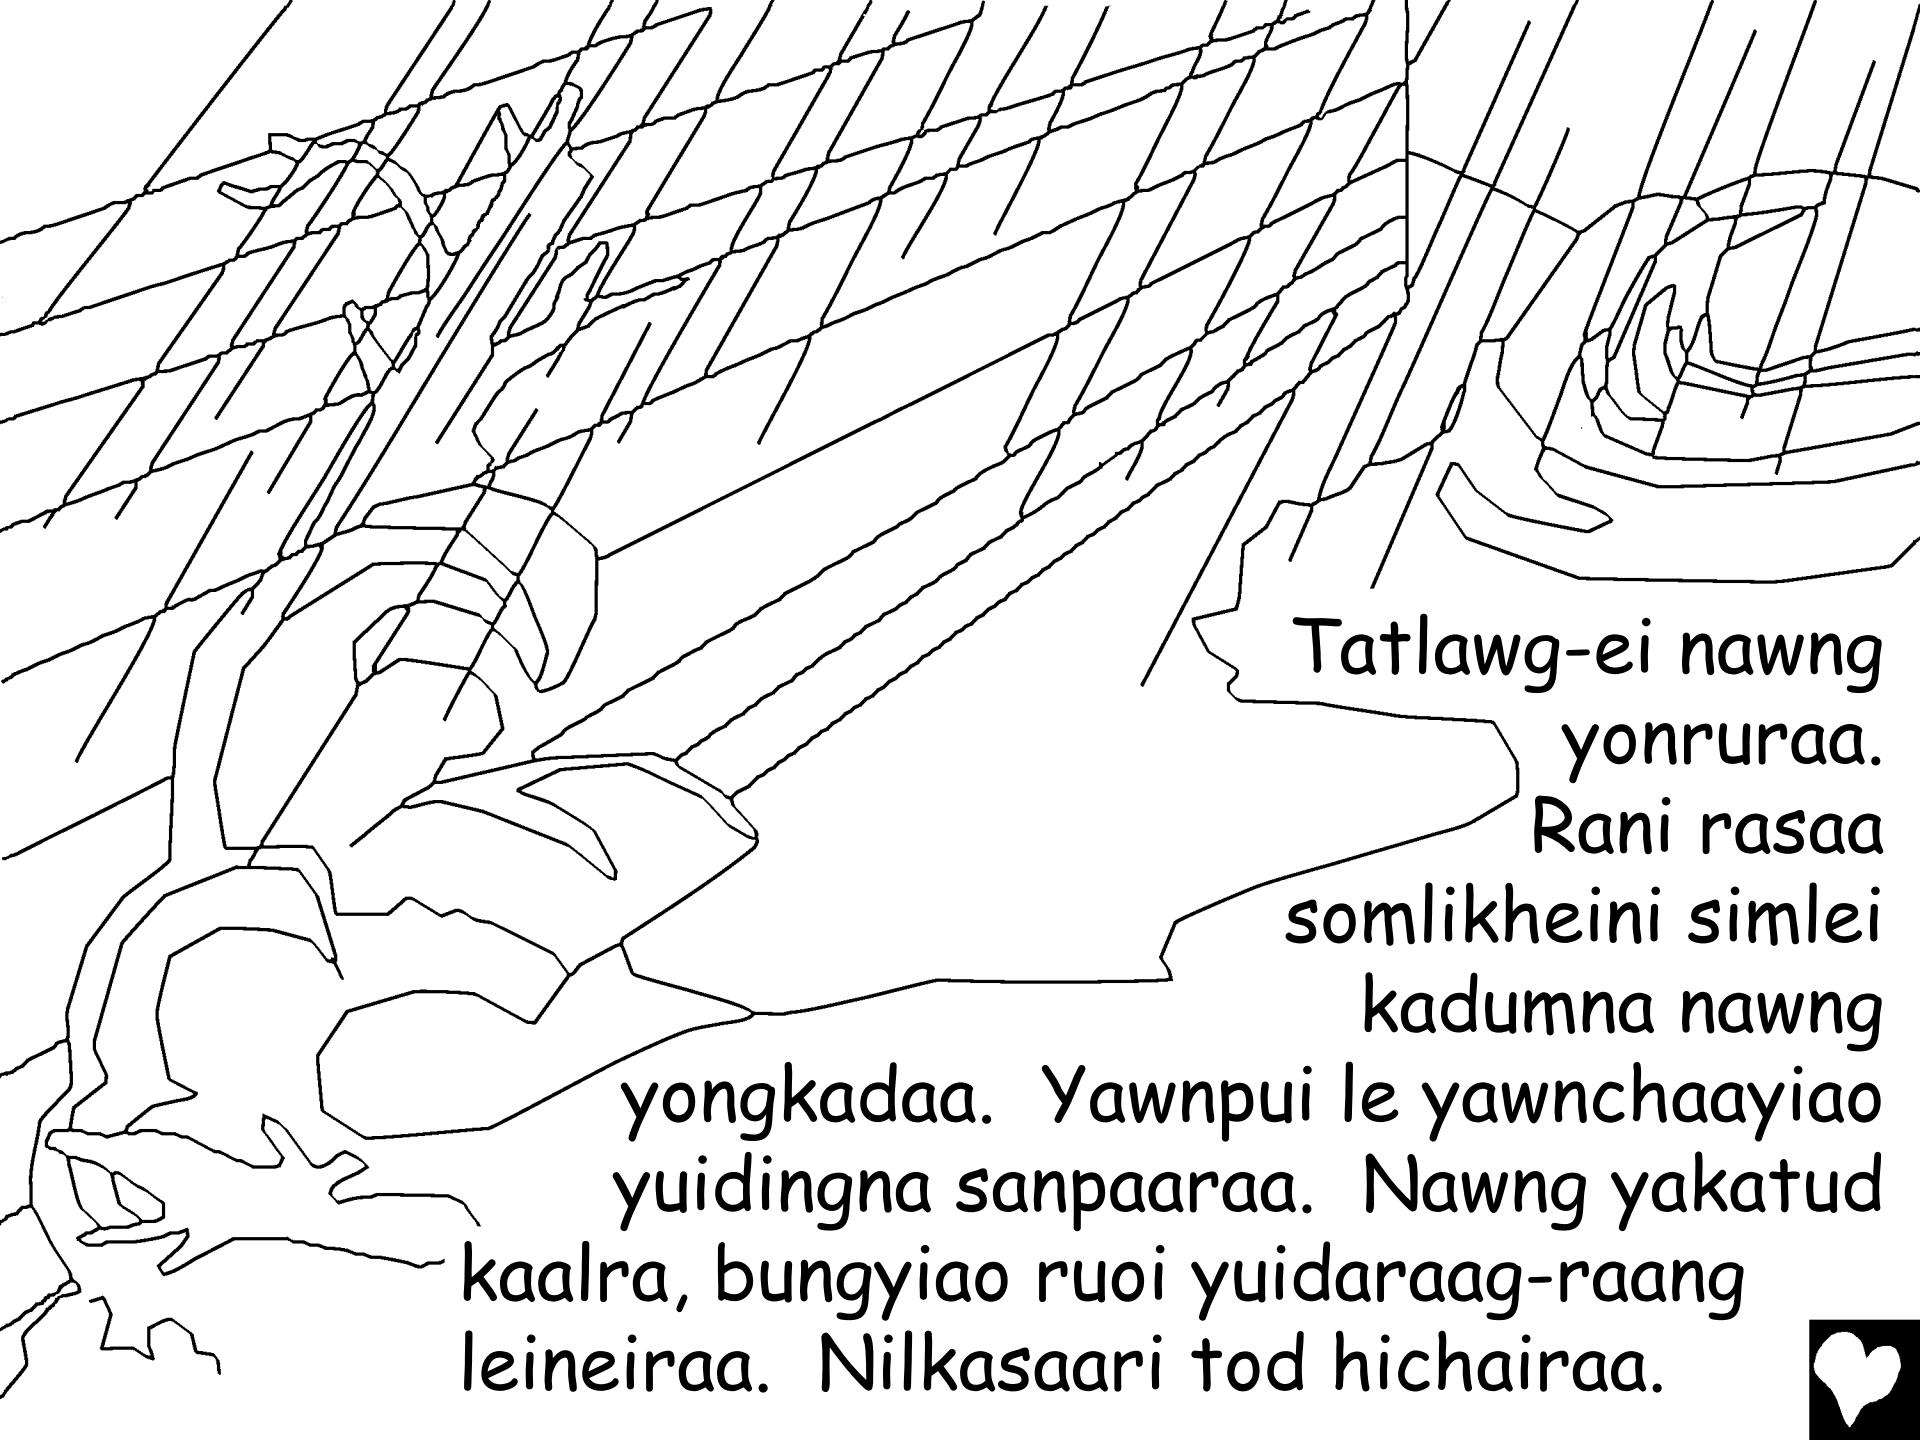 Tatlawg-ei nawng
yonruraa.
Rani rasaa
somlikheini simlei
kadumna nawng
yongkadaa.  Yawnpui le yawnchaayiao
yuidingna sanpaaraa.  Nawng yakatud
kaalra, bungyiao ruoi yuidaraag-raang
leineiraa.  Nilkasaari tod hichairaa.